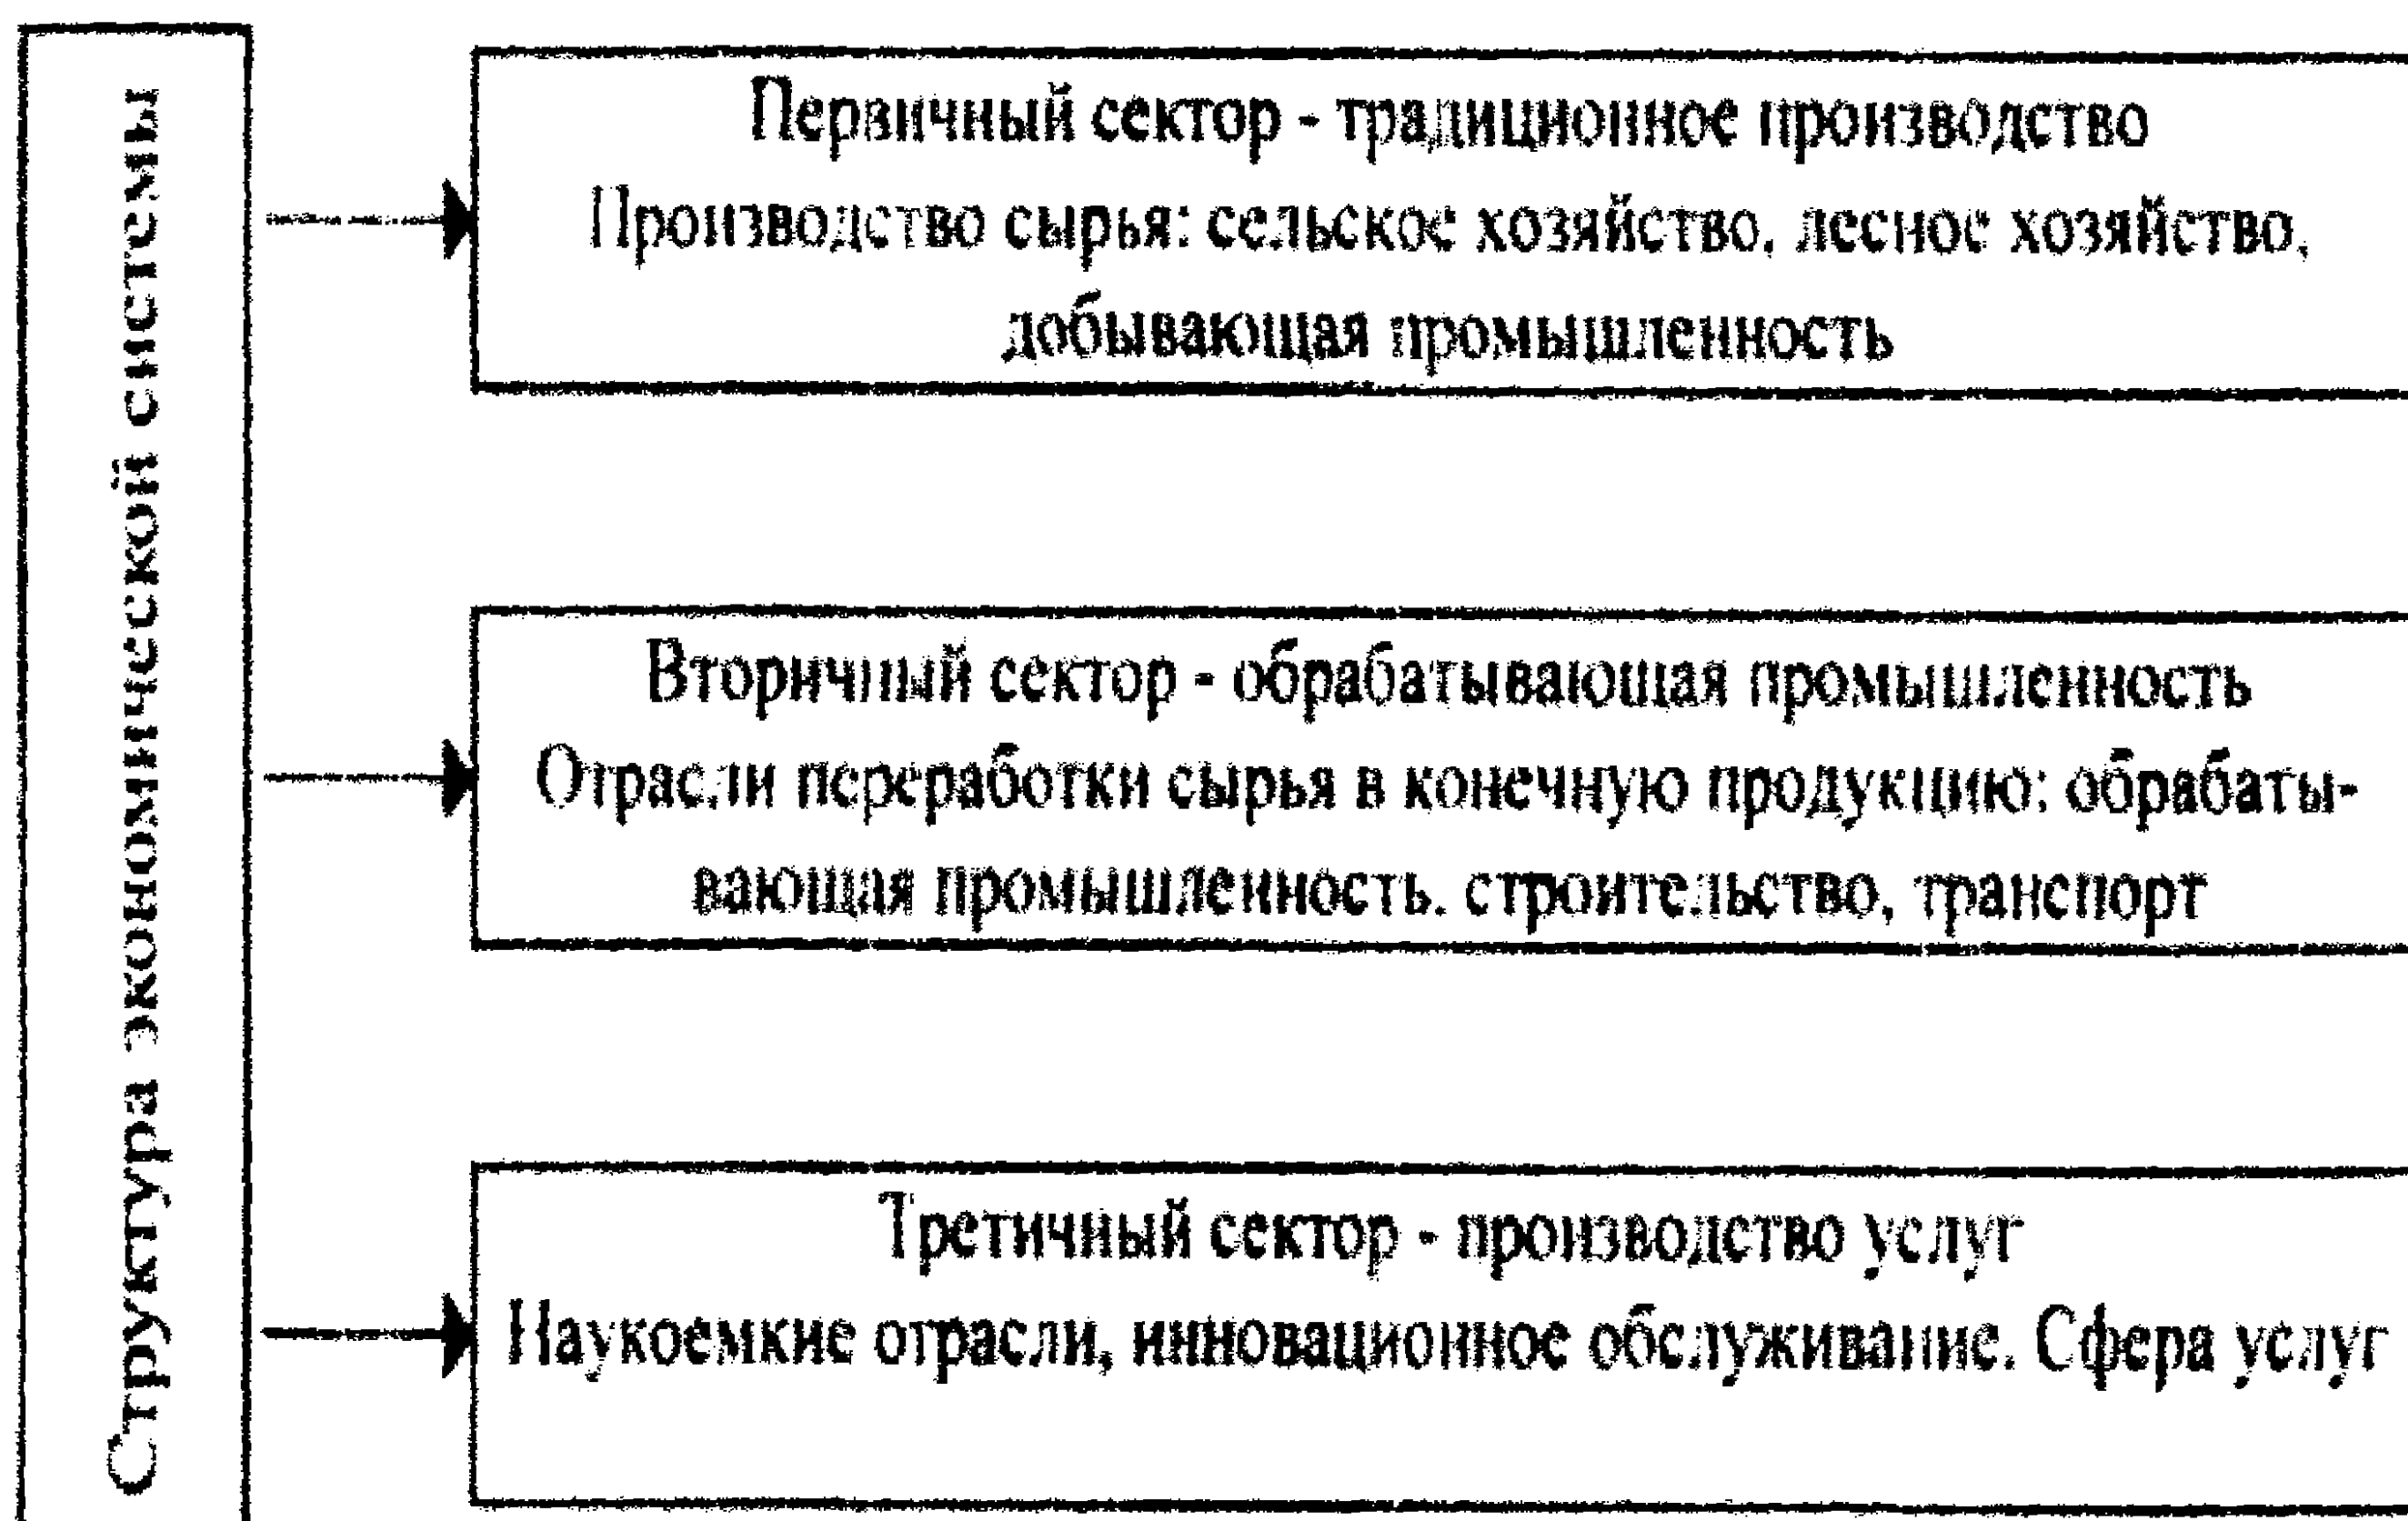 Структура экономической системы
Первичный сектор - традиционное производство
Производство сырья: сельское хозяйство, лесное хозяйство,
добывающая промышленность
Вторичный сектор - обрабатывающая промышленность
Отрасли переработки сырья в конечную продукцию: обрабаты-
вающая промышленность, строительство, транспорт
Третичный сектор - производство услуг
Наукоемкие отрасли, инновационное обслуживание. Сфера услуг